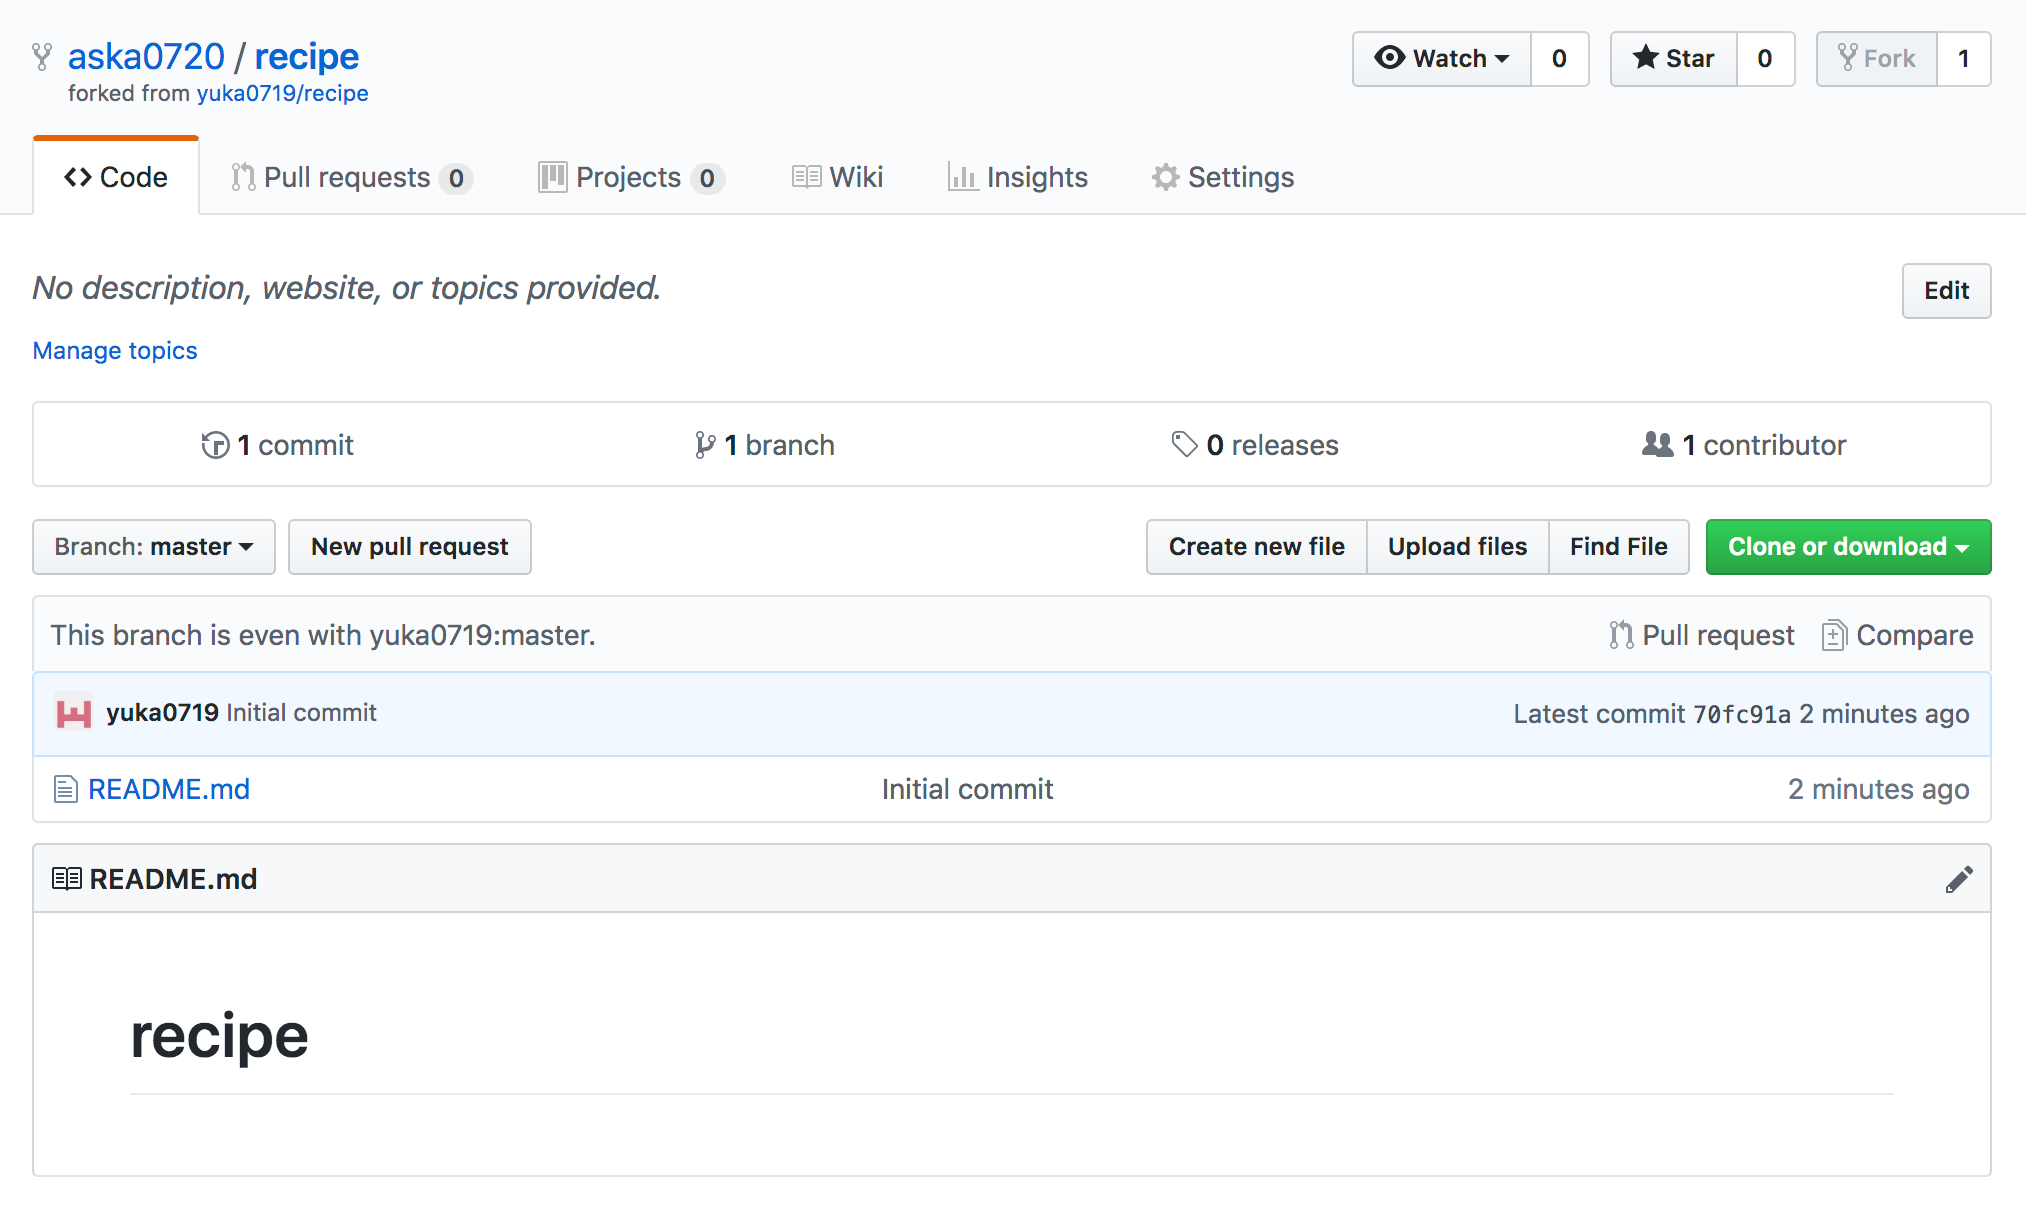 aska0720 / recipe
forked from yuka0719/recipe
Watch 0 Star 0 Fork 1
Code Pull requests 0 Projects 0 Wiki Insights Settings
No description, website, or topics provided.
Edit
Manage topics
1 commit 1 branch 0 releases 1 contributor
Branch: master New pull request Create new file Upload files Find File Clone or download
This branch is even with yuka0719:master. Pull request Compare
yuka0719 Initial commit Latest commit 70fc91a 2 minutes ago
README.md Initial commit 2 minutes ago
README.md
recipe